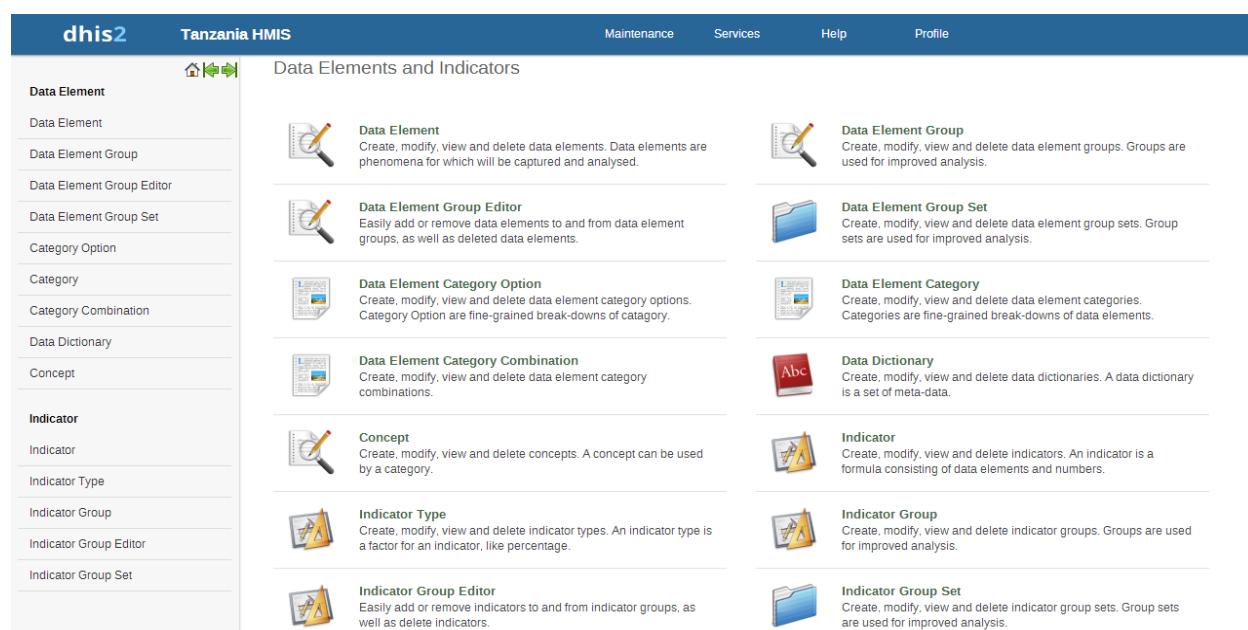 dhis2 Tanzania HMIS Maintenance Services Help Profile
Data Element
Data Element
Data Element Group
Data Element Group Editor
Data Element Group Set
Category Option
Category
Category Combination
Data Dictionary
Concept
Indicator
Indicator
Indicator Type
Indicator Group
Indicator Group Editor
Indicator Group Set
Data Elements and Indicators
Data Element
Create, modify, view and delete data elements. Data elements are
phenomena for which will be captured and analysed.
Data Element Group
Create, modify, view and delete data element groups. Groups are
used for improved analysis.
Data Element Group Editor
Easily add or remove data elements to and from data element
groups, as well as deleted data elements.
Data Element Group Set
Create, modify, view and delete data element group sets. Group
sets are used for improved analysis.
Data Element Category Option
Create, modify, view and delete data element category options.
Category Option are fine-grained break-downs of catagory.
Data Element Category
Create, modify, view and delete data element categories.
Categories are fine-grained break-downs of data elements.
Data Element Category Combination
Create, modify, view and delete data element category
combinations.
Abc
Data Dictionary
Create, modify, view and delete data dictionaries. A data dictionary
is a set of meta-data.
Concept
Create, modify, view and delete concepts. A concept can be used
by a category.
Indicator
Create, modify, view and delete indicators. An indicator is a
formula consisting of data elements and numbers.
Indicator Type
Create, modify, view and delete indicator types. An indicator type is
a factor for an indicator, like percentage.
Indicator Group
Create, modify, view and delete indicator groups. Groups are used
for improved analysis.
Indicator Group Editor
Easily add or remove indicators to and from indicator groups, as
well as delete indicators.
Indicator Group Set
Create, modify, view and delete indicator group sets. Group sets
are used for improved analysis.